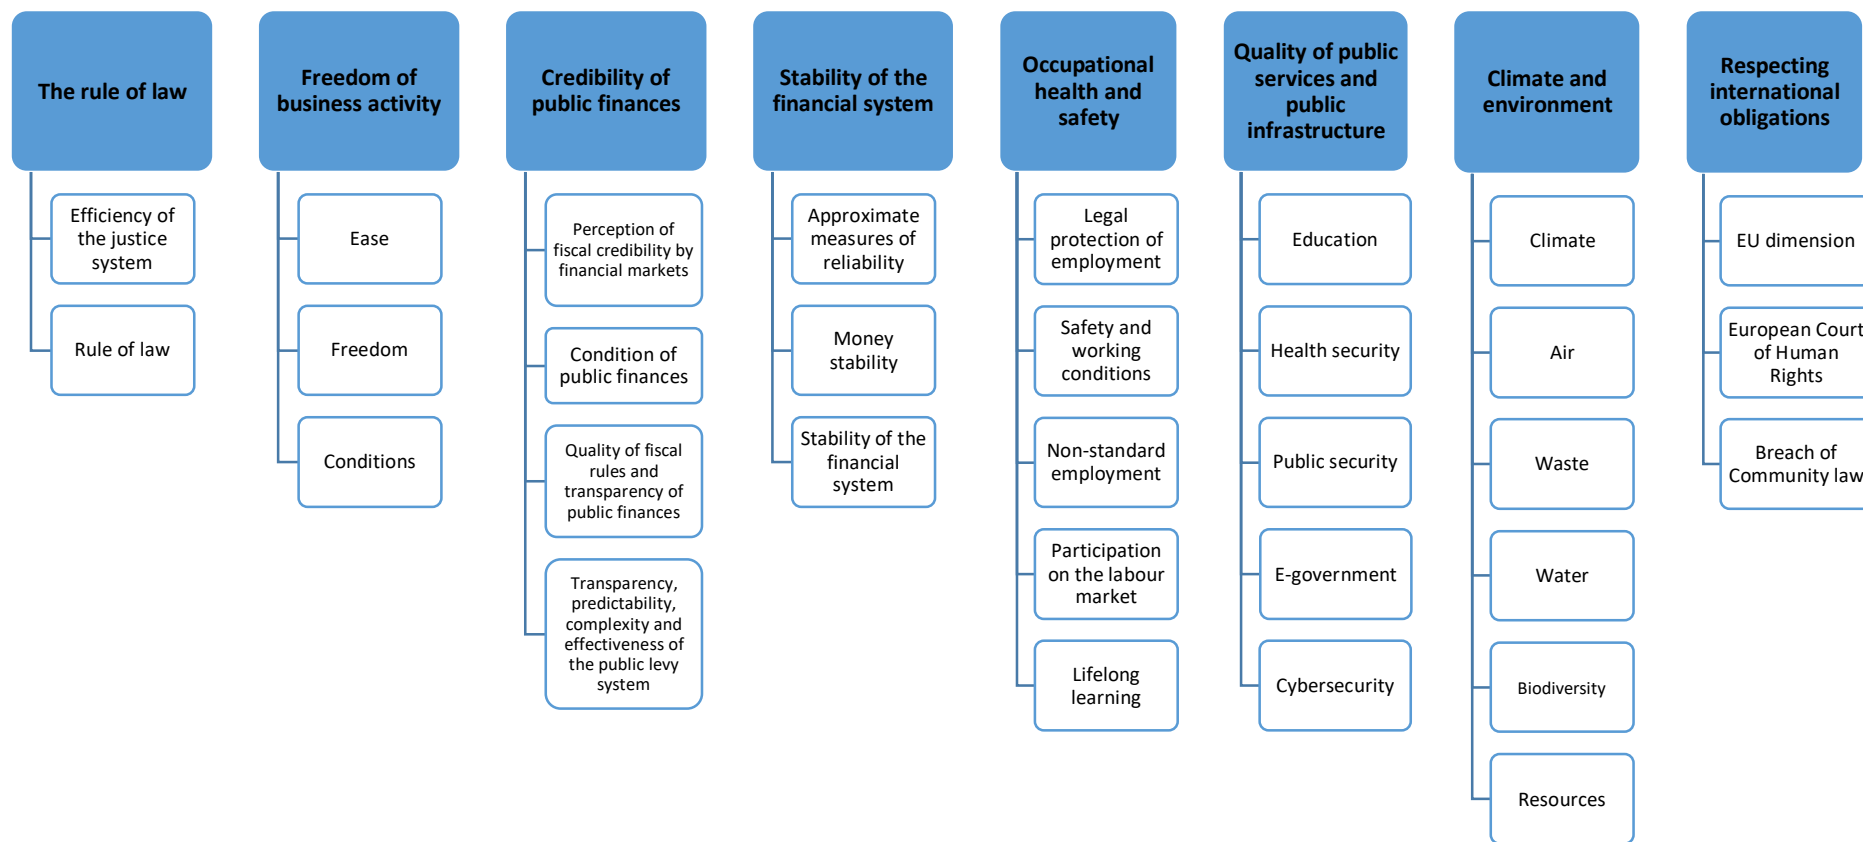 The rule of law
Efficiency of
the justice
system
Rule of law
Freedom of
business activity
Ease
Freedom
Conditions
Credibility of
public finances
Perception of
fiscal credibility by
financial markets
Condition of
public finances
Quality of fiscal
rules and
transparency of
public finances
Transparency,
predictability,
complexity and
effectiveness of
the public levy
system
Stability of the
financial system
Approximate
measures of
reliability
Money
stability
Stability of the
financial
system
Occupational
health and
safety
Legal
protection of
employment
Safety and
working
conditions
Non-standard
employment
Participation
on the labour
market
Lifelong
learning
Quality of public
services and
public
infrastructure
Education
Health security
Public security
E-government
Cybersecurity
Climate and
environment
Climate
Air
Waste
Water
Biodiversity
Resources
Respecting
international
obligations
EU dimension
European Court
of Human
Rights
Breach of
Community law